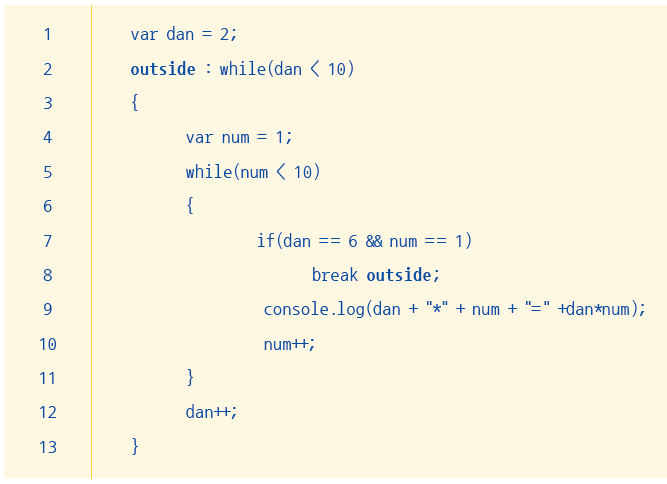 1 var dan = 2;
2 outside : while(dan < 10)
3 {
4 var num = 1;
5 while(num < 10)
6 {
7 if(dan == 6 && num == 1)
8 break outside;
9 console.log(dan + "*" + num + "=" +dan*num);
10 num++;
11 }
12 dan++;
13 }